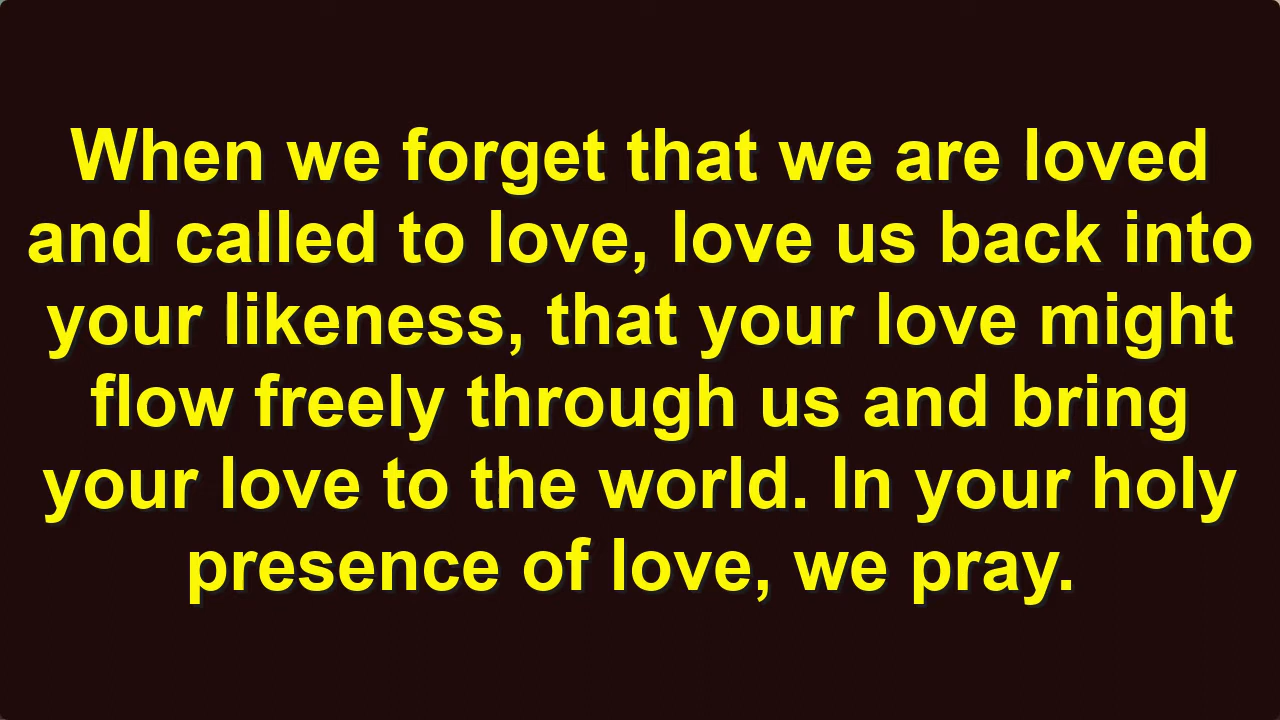 When we forget that we are loved
and called to love, love us back into
your likeness, that your love might
flow freely through us and bring
your love to the world. In your holy
presence of love, we pray.